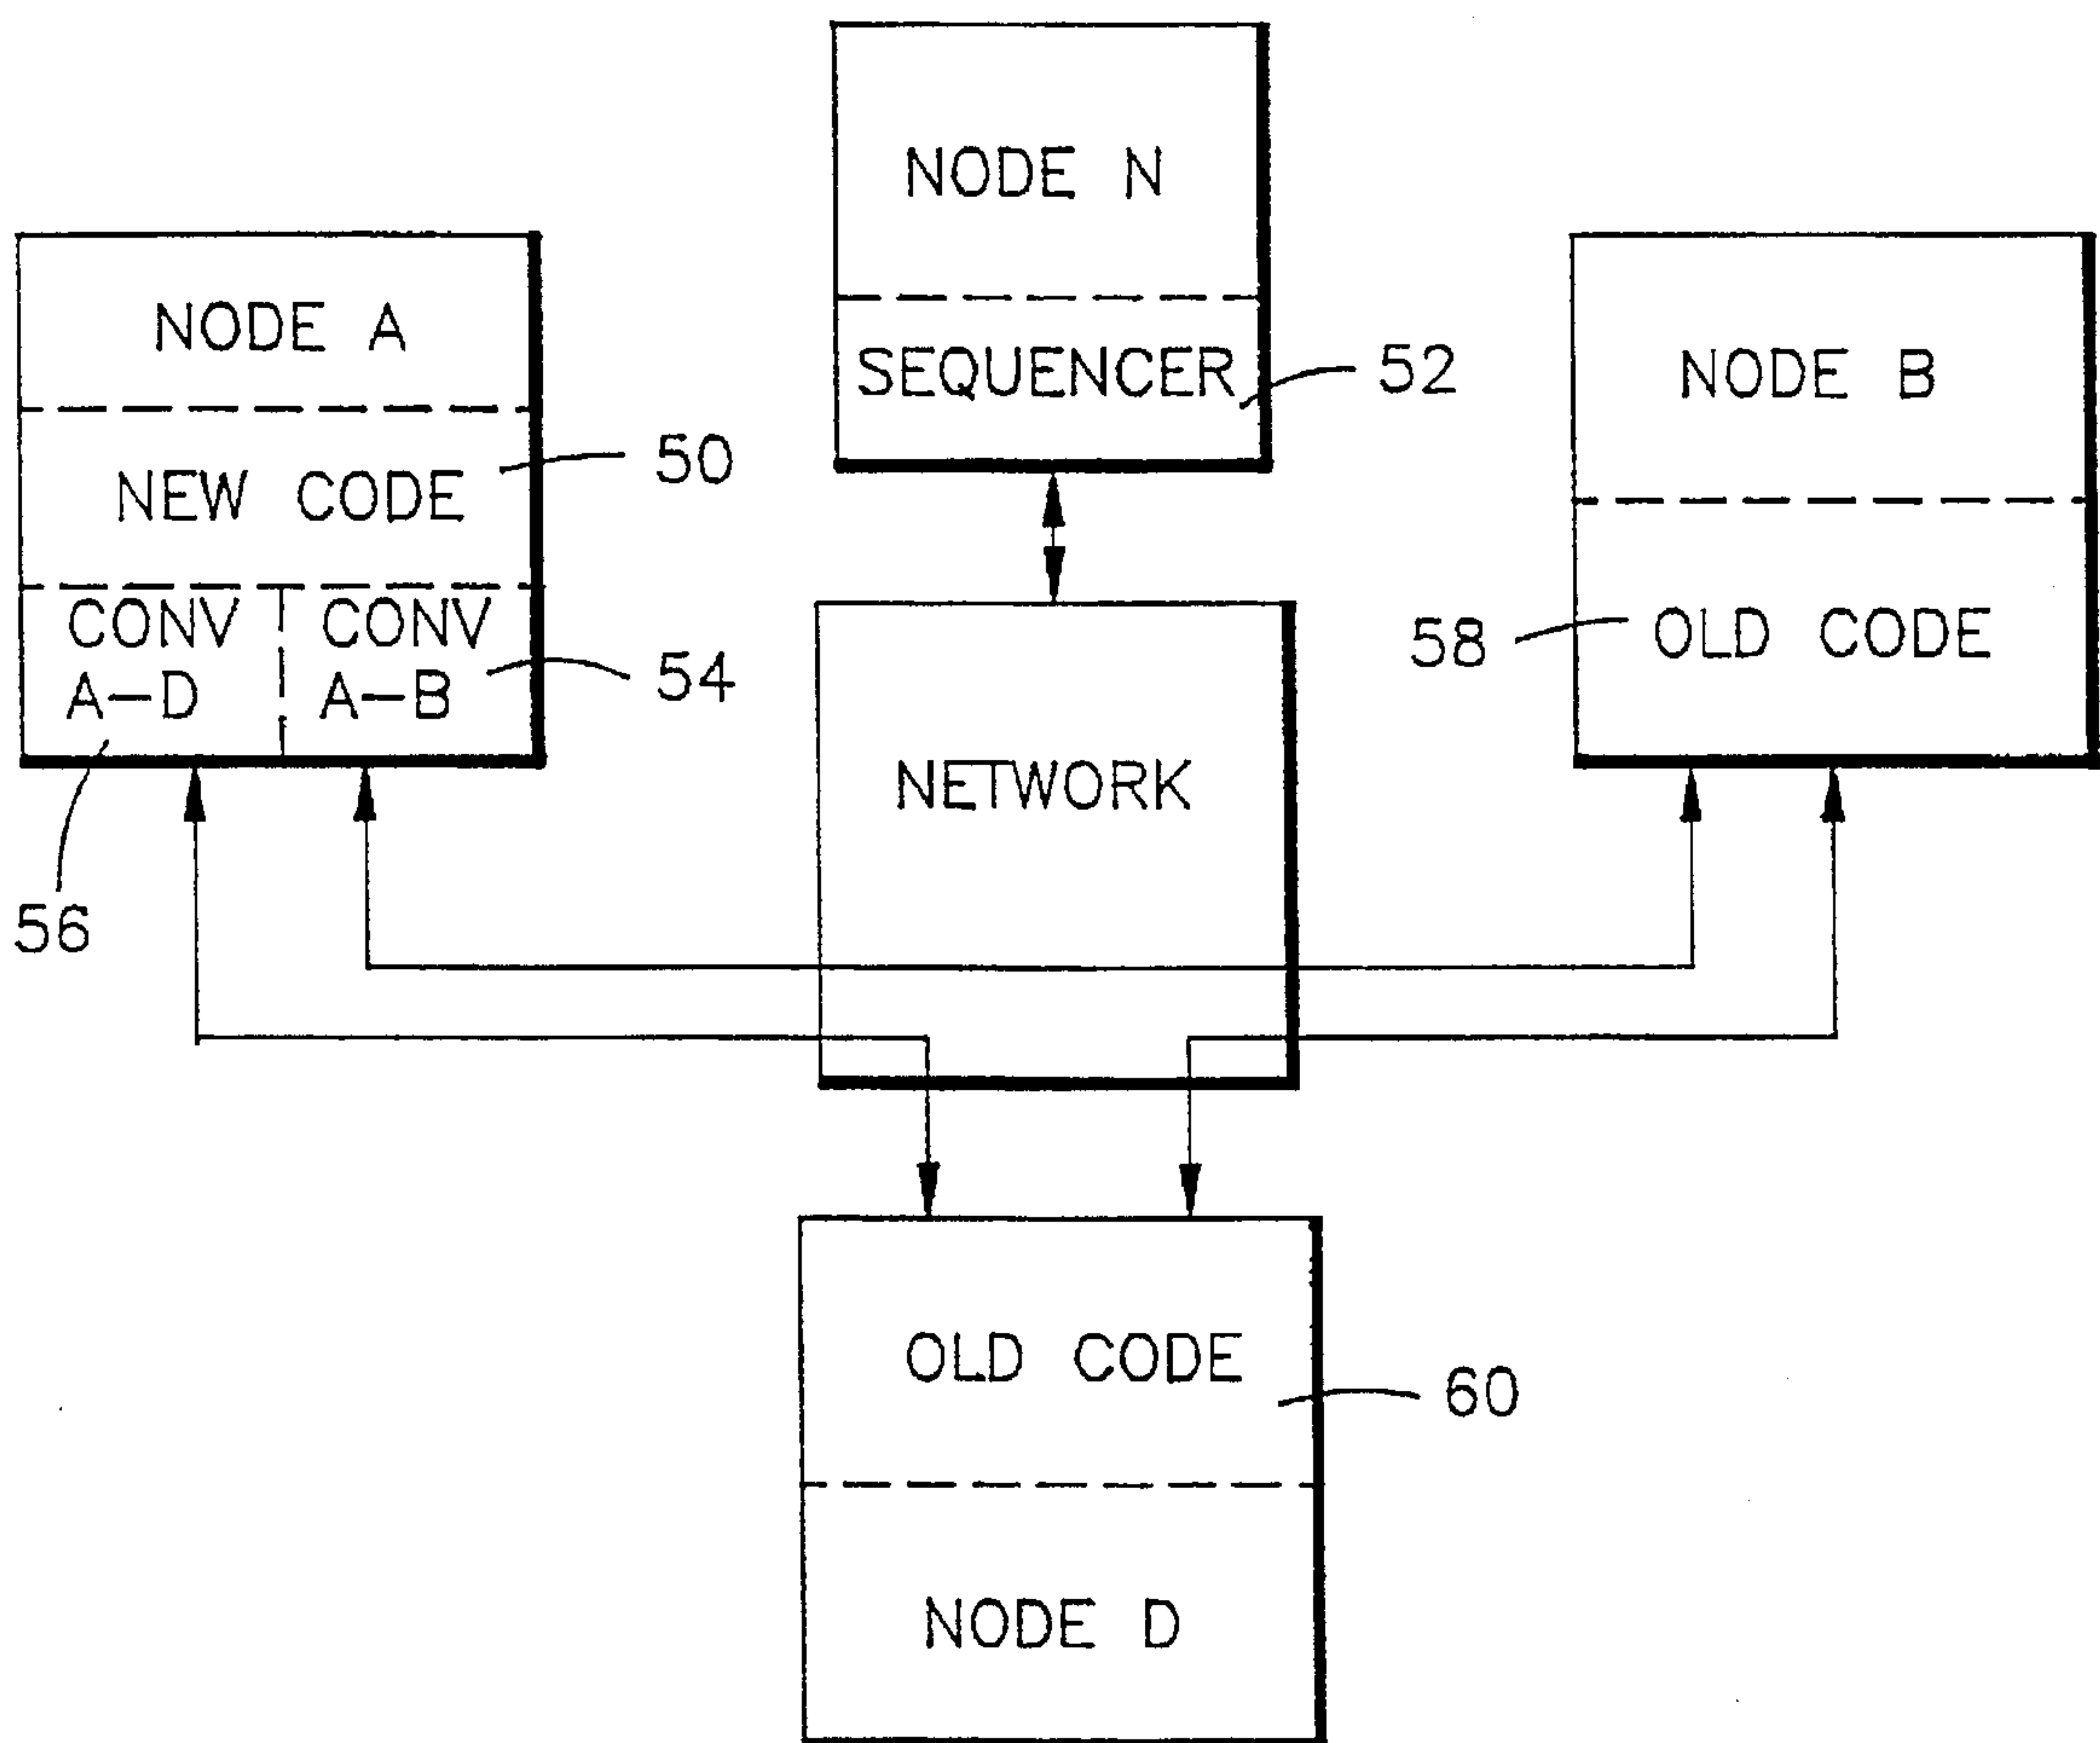 NODE N
SEQUENCER
52
NODE A
NEW CODE
50
CONV
A-D
CONV
A-B
54
56
NODE B
58
OLD CODE
NETWORK
OLD CODE
60
NODE D